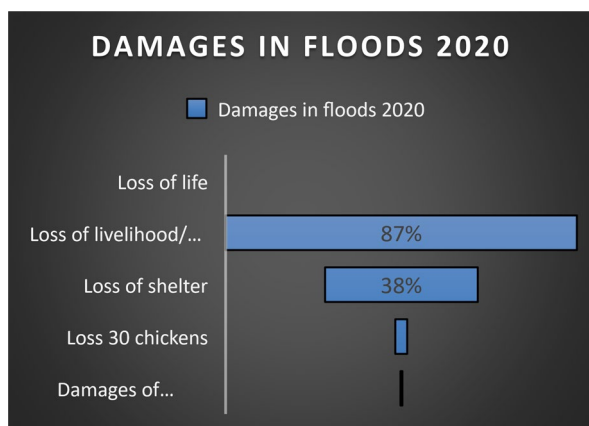 DAMAGES IN FLOODS 2020
Damages in floods 2020
Loss of life
Loss of livelihood/... 87%
Loss of shelter 38%
Loss 30 chickens
Damages of...